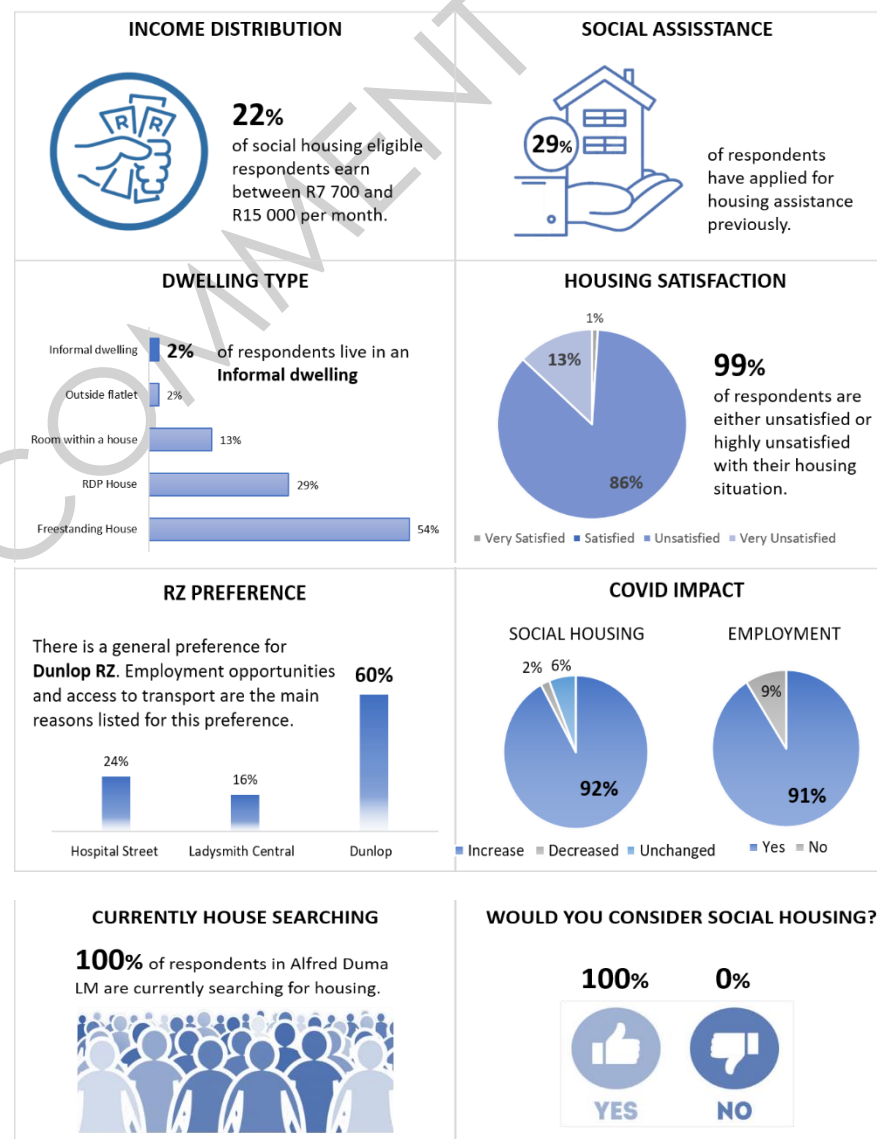 INCOME DISTRIBUTION
R R
22%
of social housing eligible
respondents earn
between R7 700 and
R15 000 per month.
SOCIAL ASSISSTANCE
29%
of respondents
have applied for
housing assistance
previously.
DWELLING TYPE
Informal dwelling
2%
of respondents live in an
Informal dwelling
Outside flatlet
2%
Room within a house
13%
RDP House
29%
Freestanding House
54%
HOUSING SATISFACTION
1%
13%
86%
99%
of respondents are
either unsatisfied or
highly unsatisfied
with their housing
situation.
Very Satisfied Satisfied Unsatisfied Very Unsatisfied
RZ PREFERENCE
There is a general preference for
Dunlop RZ. Employment opportunities
and access to transport are the main
reasons listed for this preference.
60%
24%
16%
Hospital Street Ladysmith Central Dunlop
COVID IMPACT
SOCIAL HOUSING
2% 6%
92%
Increase Decreased Unchanged
EMPLOYMENT
9%
91%
Yes No
CURRENTLY HOUSE SEARCHING
100% of respondents in Alfred Duma
LM are currently searching for housing.
WOULD YOU CONSIDER SOCIAL HOUSING?
100% 0%
YES NO
COMMENT